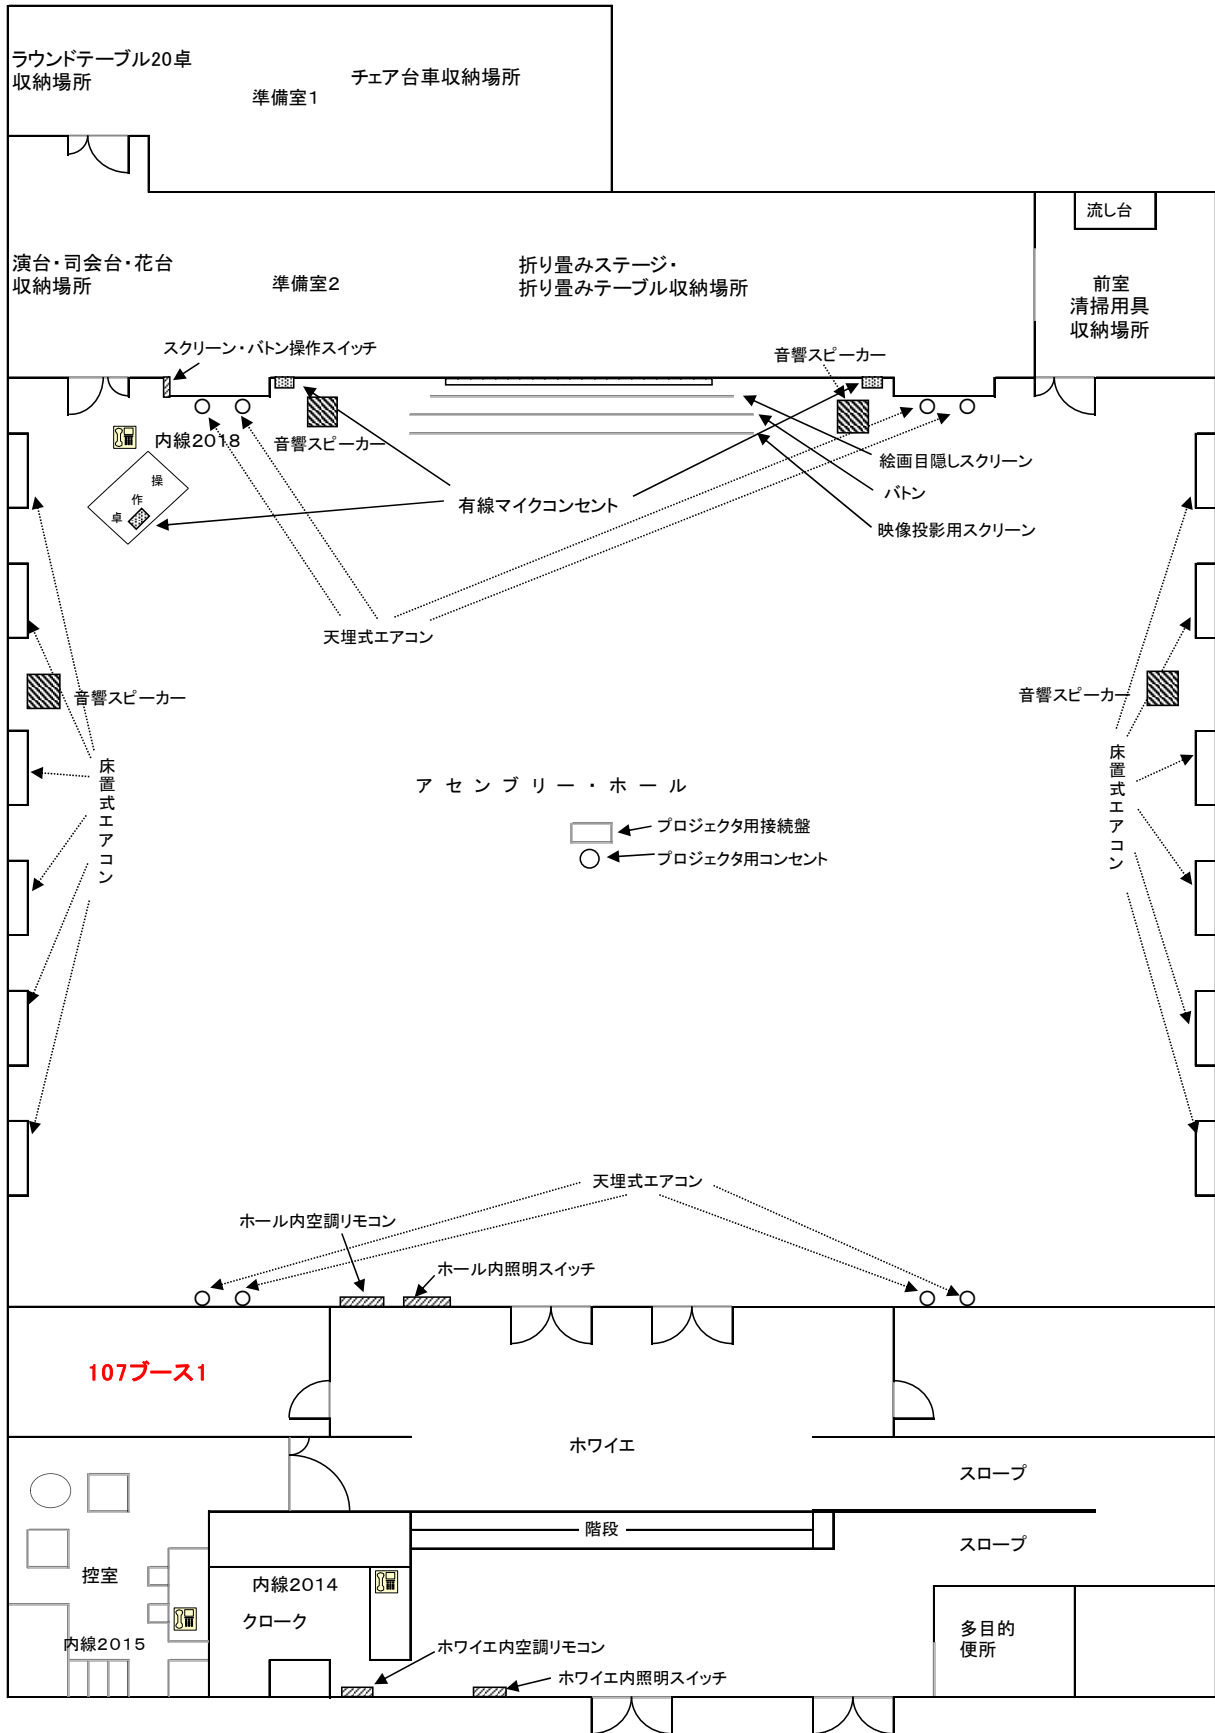 ラウンドテーブル20卓
収納場所
チェア台車収納場所
準備室1
流し台
演台・司会台・花台
収納場所
準備室2
折り畳みステージ・
折り畳みテーブル収納場所
前室
清掃用具
収納場所
スクリーン・バトン操作スイッチ
音響スピーカー
内線2018
音響スピーカー
操
作
卓
有線マイクコンセント
絵画目隠しスクリーン
バトン
映像投影用スクリーン
天埋式エアコン
音響スピーカー
音響スピーカー
床置式エアコン
床置式エアコン
アセンブリー・ホール
プロジェクタ用接続盤
プロジェクタ用コンセント
天埋式エアコン
ホール内空調リモコン
ホール内照明スイッチ
107ブース1
ホワイエ
スロープ
階段
スロープ
控室
内線2014
クローク
内線2015
多目的
便所
ホワイエ内空調リモコン
ホワイエ内照明スイッチ